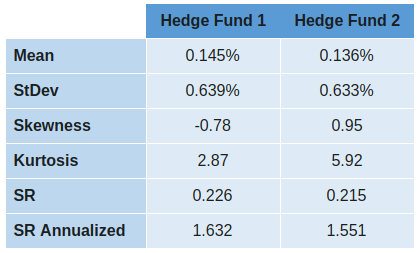 Hedge Fund 1 Hedge Fund 2
Mean 0.145% 0.136%
StDev 0.639% 0.633%
Skewness -0.78 0.95
Kurtosis 2.87 5.92
SR 0.226 0.215
SR Annualized 1.632 1.551